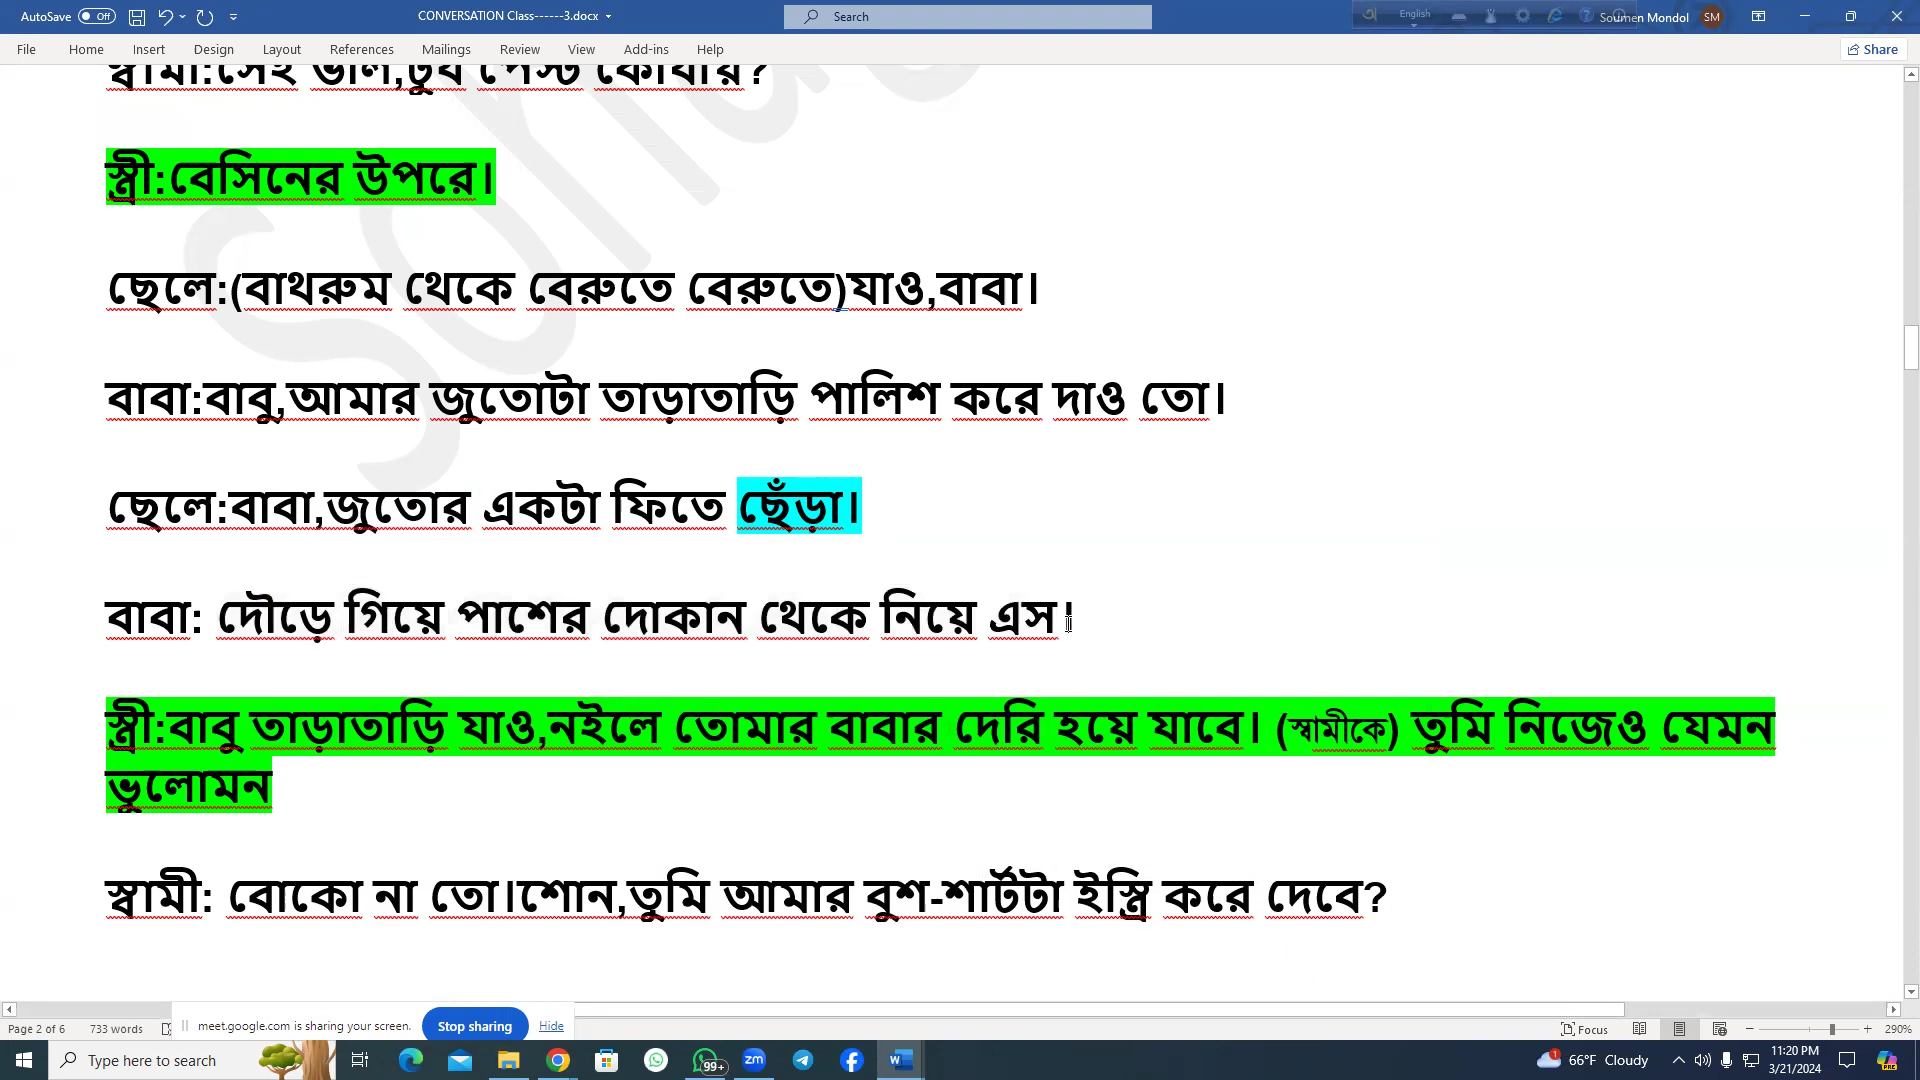 AutoSave Off CONVERSATION Class------3.docx Search English Soumen Mondol SM
File Home Insert Design Layout References Mailings Review View Add-ins Help Share
স্বামী:সেই ভাল,টুথ পেস্ট কোথায়?
স্ত্রী:বেসিনের উপরে।
ছেলে:(বাথরুম থেকে বেরুতে বেরুতে)যাও,বাবা।
বাবা:বাবু,আমার জুতোটা তাড়াতাড়ি পালিশ করে দাও তো।
ছেলে:বাবা,জুতোর একটা ফিতে ছেঁড়া।
বাবা: দৌড়ে গিয়ে পাশের দোকান থেকে নিয়ে এস!
স্ত্রী:বাবু তাড়াতাড়ি যাও,নইলে তোমার বাবার দেরি হয়ে যাবে। (স্বামীকে) তুমি নিজেও যেমন
ভুলোমন
স্বামী: বোকো না তো।শোন,তুমি আমার বুশ-শার্টটা ইস্ত্রি করে দেবে?
meet.google.com is sharing your screen. Stop sharing Hide
Page 2 of 6 733 words Focus 290%
Type here to search 99+ zm 66°F Cloudy 11:20 PM
3/21/2024